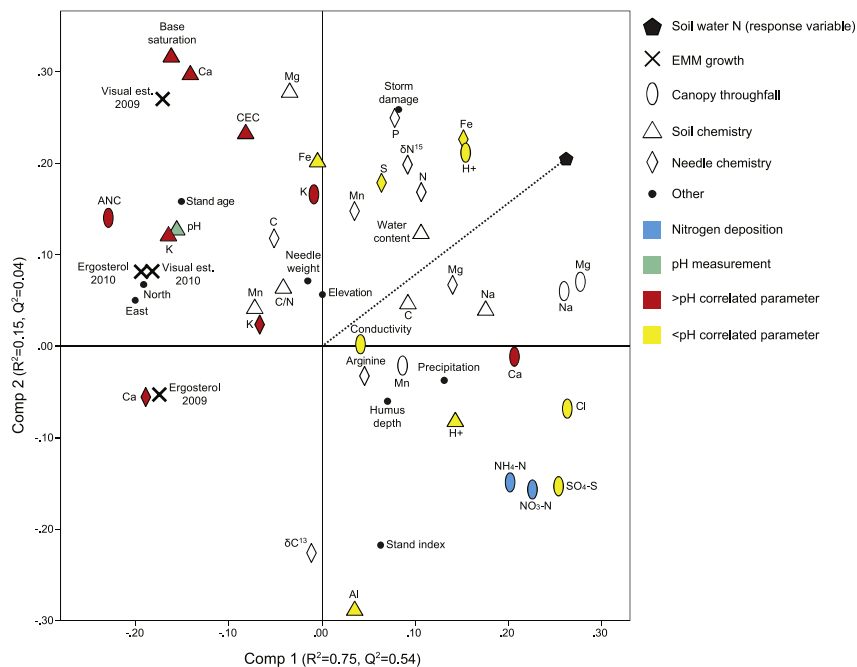 Base
saturation
Ca
Mg
Visual est.
2009
Storm
damage
P
CEC
Fe
Fe
H+
δN¹⁵
S
N
K
Mn
ANC
Stand age
pH
K
C
Water
content
Ergosterol
2010
Visual est.
2010
North
East
Needle
weight
Elevation
Mn
C/N
K
Mg
C
Na
Na
Mg
Conductivity
Arginine
Mn
Precipitation
Ca
Humus
depth
H+
Cl
Ca
Ergosterol
2009
NH₄-N
NO₃-N
SO₄-S
δC¹³
Stand index
Al
.30
.20
.10
.00
-.10
-.20
-.30
-.20
-.10
.00
.10
.20
.30
Comp 2 (R²=0.15, Q²=0.04)
Comp 1 (R²=0.75, Q²=0.54)
Soil water N (response variable)
EMM growth
Canopy throughfall
Soil chemistry
Needle chemistry
Other
Nitrogen deposition
pH measurement
>pH correlated parameter
<pH correlated parameter